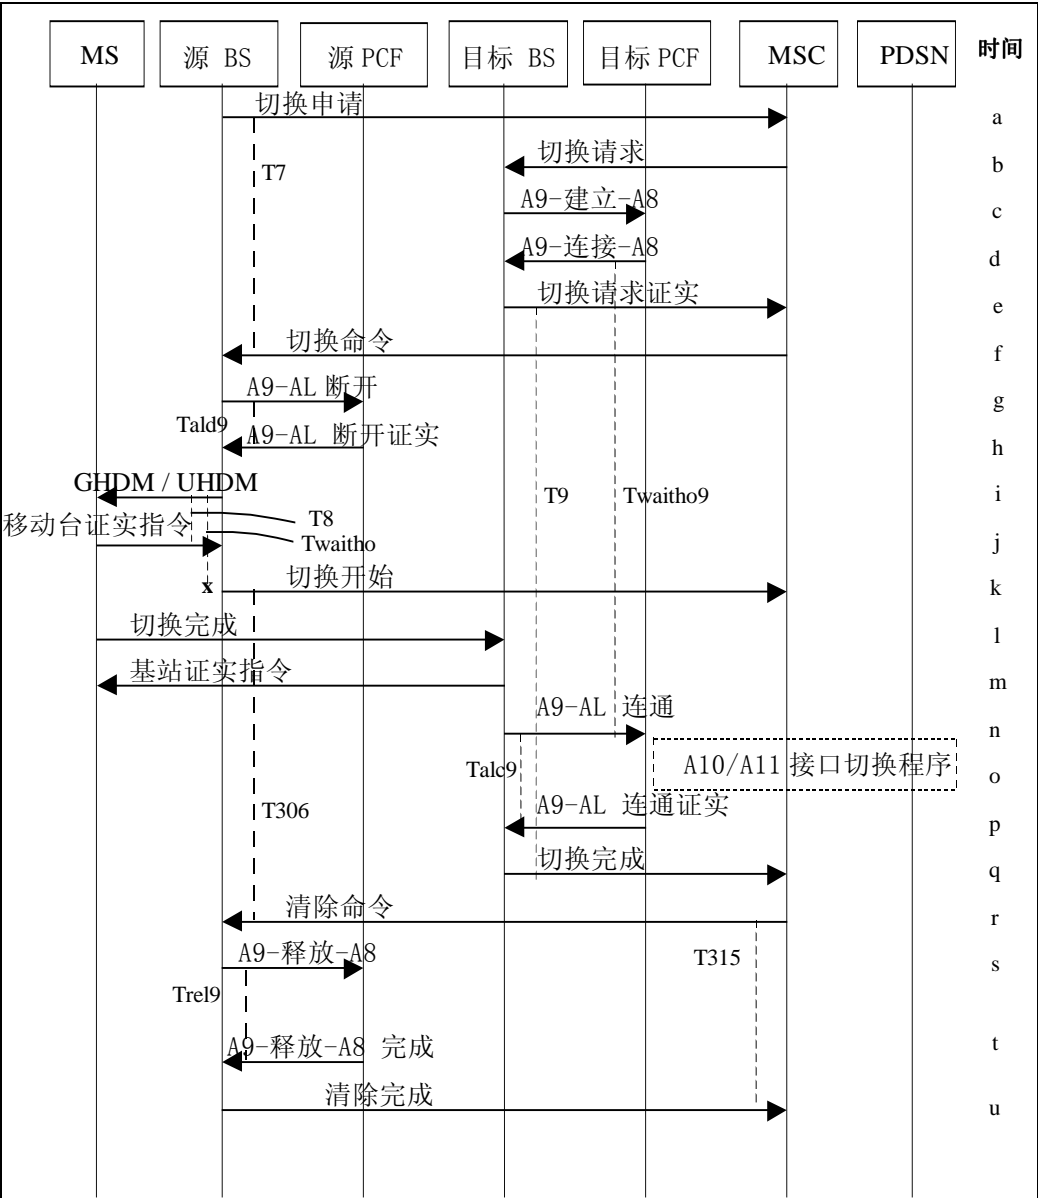 MS 源 BS 源 PCF 目标 BS 目标 PCF MSC PDSN 时间
切换申请 a
切换请求 b
T7
A9-建立-A8 c
A9-连接-A8 d
切换请求证实 e
切换命令 f
A9-AL 断开 g
Tald9
A9-AL 断开证实 h
GHDM / UHDM i
T9 Twaitho9
T8
移动台证实指令 Twaitho j
x 切换开始 k
切换完成 l
基站证实指令 m
A9-AL 连通 n
Talc9 A10/A11 接口切换程序 o
A9-AL 连通证实
T306 p
切换完成 q
清除命令 r
A9-释放-A8 T315 s
Trel9
A9-释放-A8 完成 t
清除完成 u